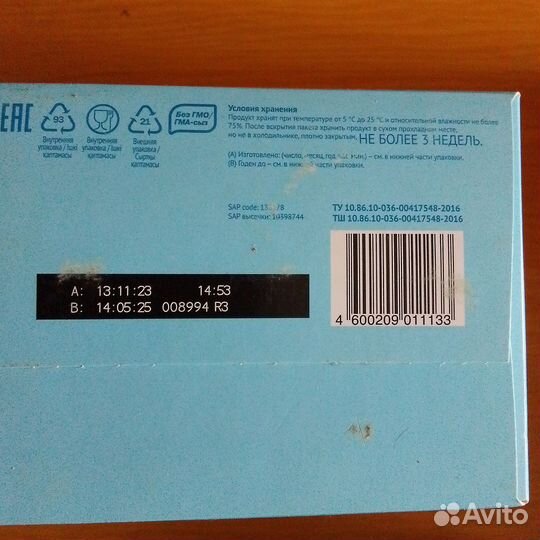 EAC
93
21
Без ГМО/
ГМА-сыз
Внутренняя
упаковка / Ішкі
қаптамасы
Внутренняя
упаковка / Ішкі
қаптамасы
Внешняя
упаковка /
Сыртқы
қаптамасы
Условия хранения
Продукт хранят при температуре от 5 °С до 25 °С и относительной влажности не более
75%. После вскрытия пакета хранить продукт в сухом прохладном месте,
но не в холодильнике, плотно закрытым, НЕ БОЛЕЕ 3 НЕДЕЛЬ.
(A) Изготовлено: (число, месяц, год, час, мин.) – см. в нижней части упаковки.
(B) Годен до – см. в нижней части упаковки.
SAP code:
SAP высечки: 10398744
ТУ 10.86.10-036-00417548-2016
ТШ 10.86.10-036-00417548-2016
A: 13:11:23 14:53
B: 14:05:25 008994 R3
4 600209 011133
Avito